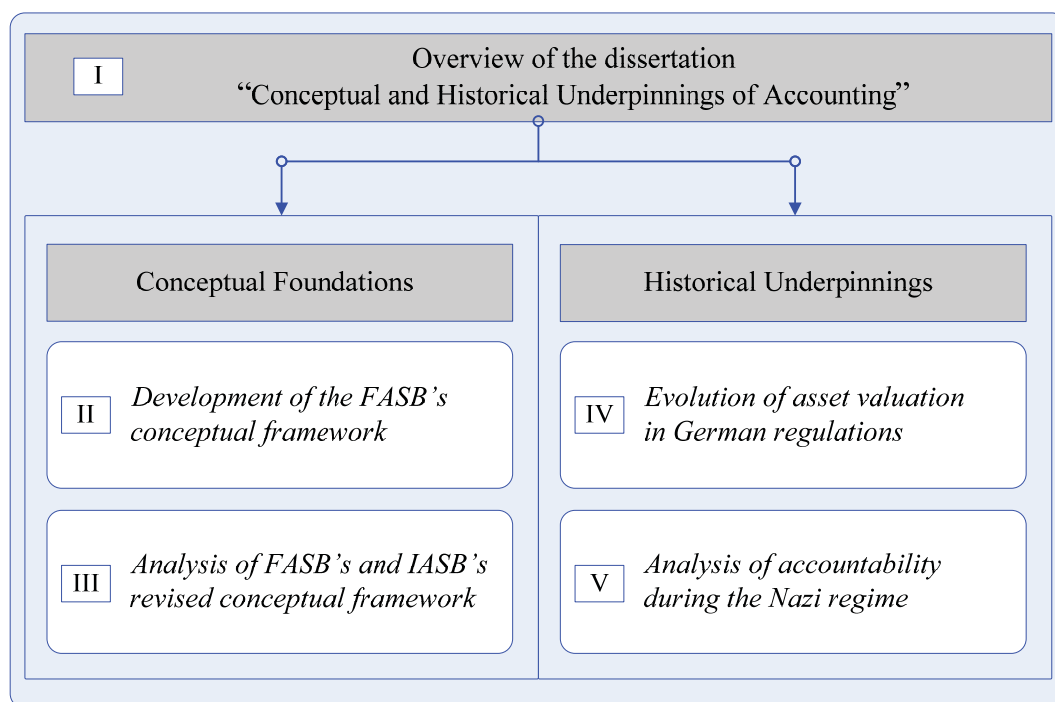 I
Overview of the dissertation
“Conceptual and Historical Underpinnings of Accounting”
Conceptual Foundations
II
Development of the FASB’s
conceptual framework
III
Analysis of FASB’s and IASB’s
revised conceptual framework
Historical Underpinnings
IV
Evolution of asset valuation
in German regulations
V
Analysis of accountability
during the Nazi regime